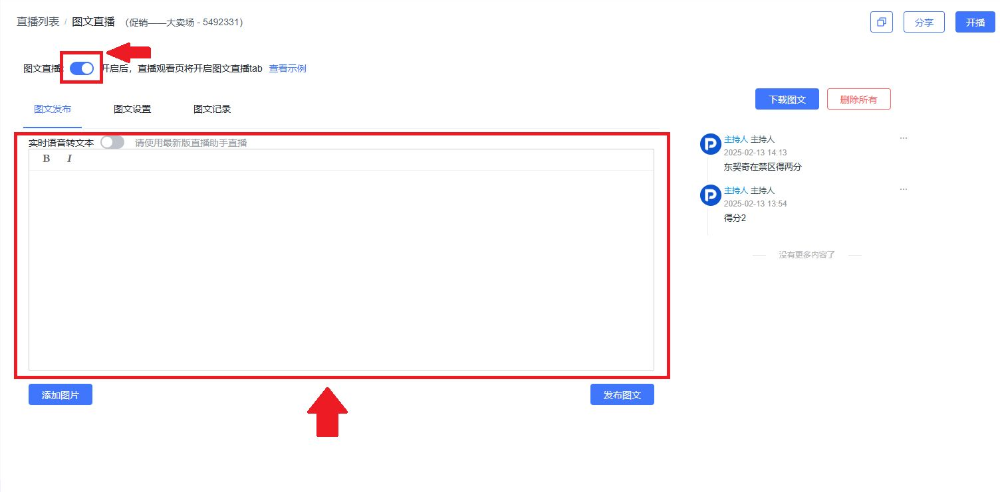 直播列表 / 图文直播 (促销——大卖场 - 5492331)
分享
开播
图文直播: 开启后，直播观看页将开启图文直播tab 查看示例
图文发布 图文设置 图文记录
下载图文 删除所有
实时语音转文本 请使用最新版直播助手直播
B I
主持人 主持人 ...
2025-02-13 14:13
东契奇在禁区得两分
主持人 主持人 ...
2025-02-13 13:54
得分2
没有更多内容了
添加图片 发布图文